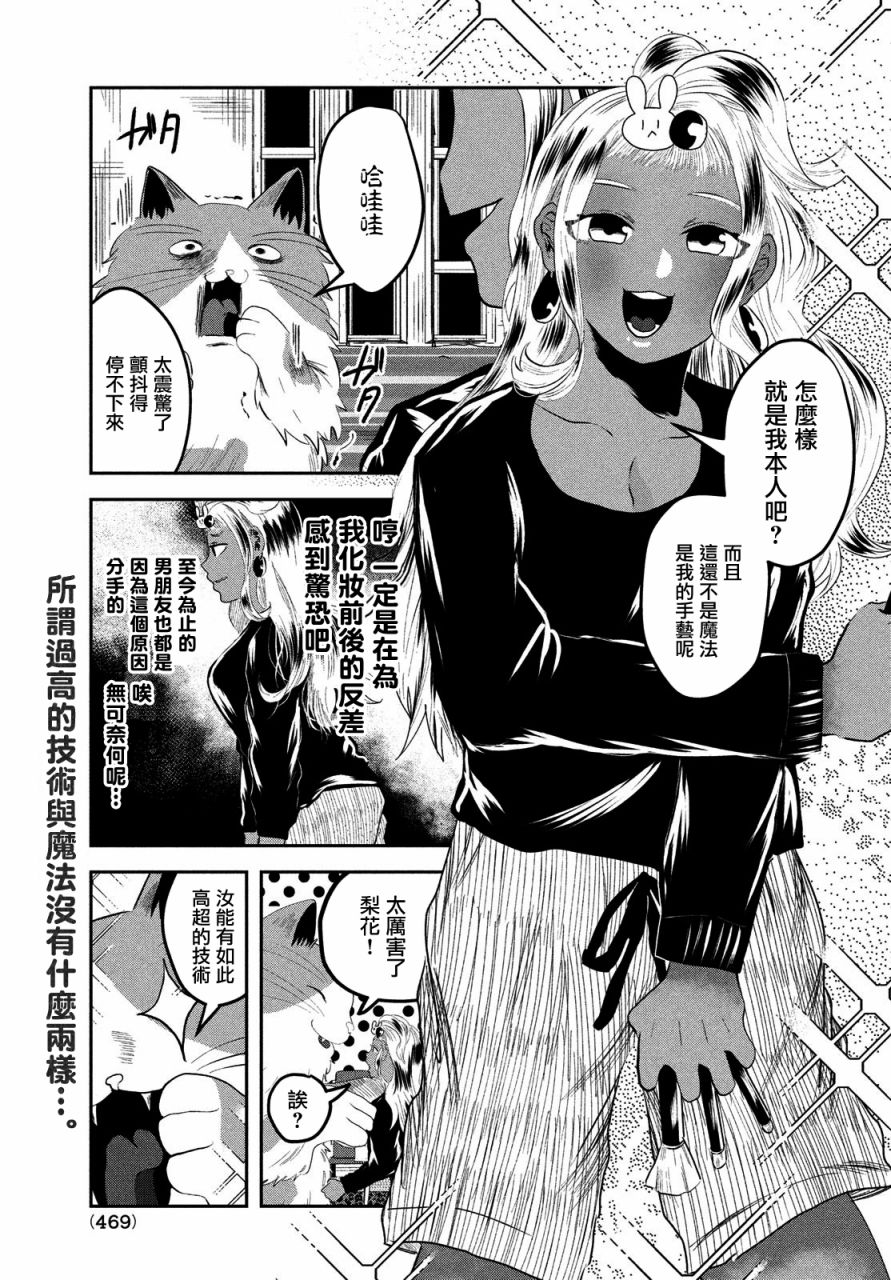 怎麼樣
就是我本人吧？
而且
這還不是魔法
是我的手藝呢
哈哇哇
ガタ
ガタ
太震驚了
顫抖得
停不下來
哼 一定是在為
我化妝前後的反差
感到驚恐吧
至今為止的
男朋友也都是
因為這個原因
分手的
唉
無可奈何呢…
太厲害了
梨花！
誒？
汝能有如此
高超的技術
所謂過高的技術與魔法沒有什麼兩樣…。
（469）